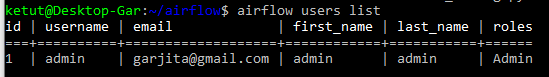 ketut@Desktop-Gar:~/airflow$ airflow users list
id | username | email | first_name | last_name | roles
===+==========+====================+============+===========+======
1 | admin | garjita@gmail.com | admin | admin | Admin